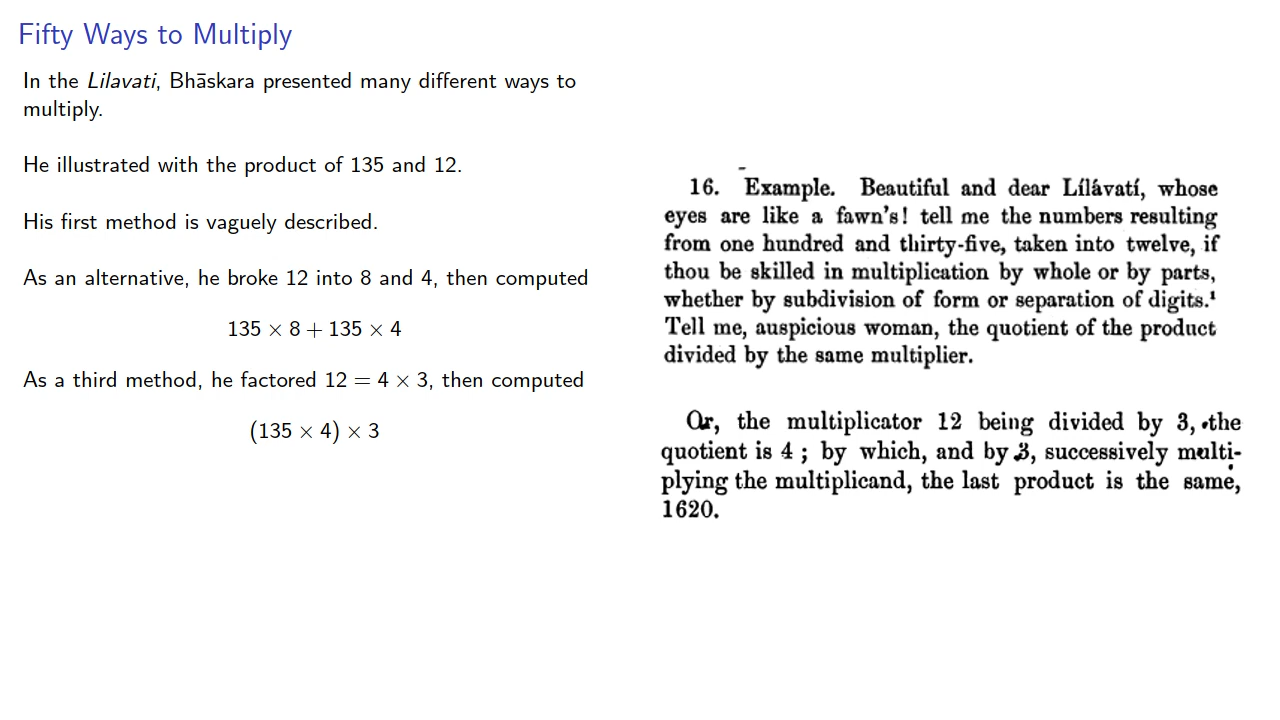 Fifty Ways to Multiply
In the Lilavati, Bhāskara presented many different ways to
multiply.
He illustrated with the product of 135 and 12.
His first method is vaguely described.
As an alternative, he broke 12 into 8 and 4, then computed
135 × 8 + 135 × 4
As a third method, he factored 12 = 4 × 3, then computed
(135 × 4) × 3
16. Example. Beautiful and dear Lílávatí, whose
eyes are like a fawn's! tell me the numbers resulting
from one hundred and thirty-five, taken into twelve, if
thou be skilled in multiplication by whole or by parts,
whether by subdivision of form or separation of digits.¹
Tell me, auspicious woman, the quotient of the product
divided by the same multiplier.
Or, the multiplicator 12 being divided by 3, the
quotient is 4 ; by which, and by 3, successively multi-
plying the multiplicand, the last product is the same,
1620.